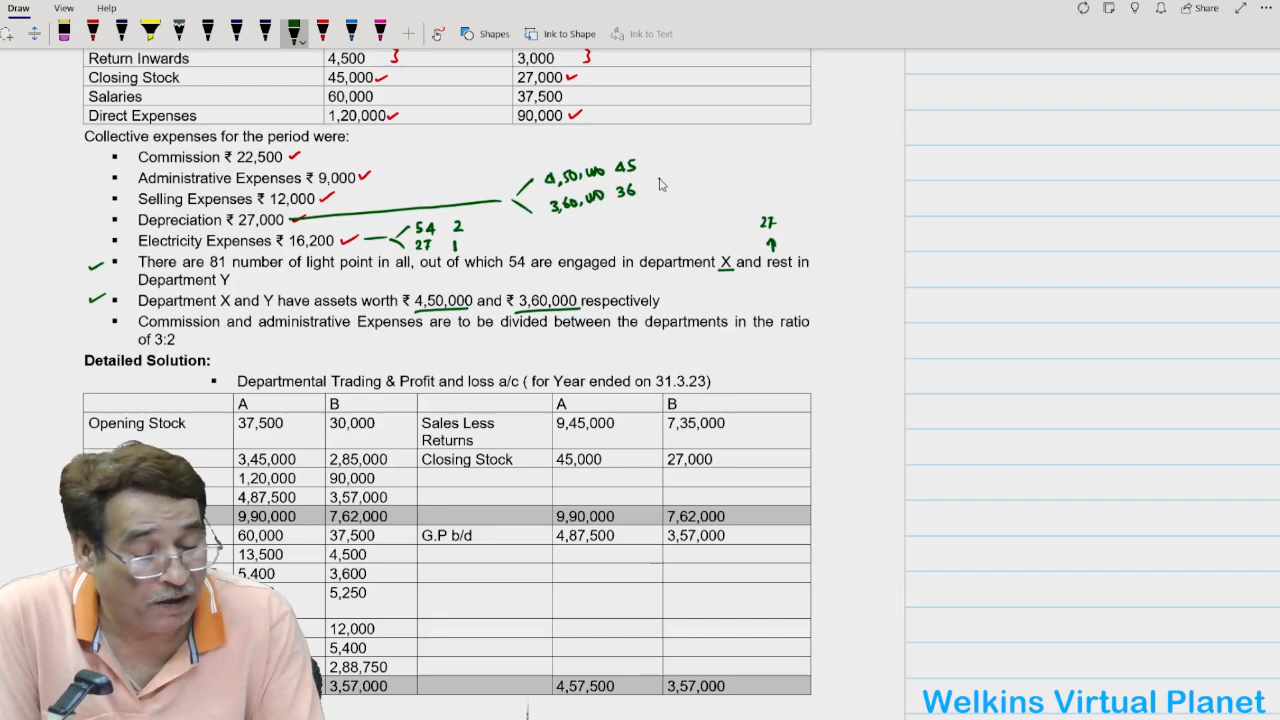 Draw View Help Share
Shapes Ink to Shape Ink to Text
Return Inwards 4,500 3 3,000 3
Closing Stock 45,000 27,000
Salaries 60,000 37,500
Direct Expenses 1,20,000 90,000
Collective expenses for the period were:
▪ Commission ₹ 22,500
▪ Administrative Expenses ₹ 9,000
▪ Selling Expenses ₹ 12,000
▪ Depreciation ₹ 27,000
4,50,000 45
3,60,000 36
▪ Electricity Expenses ₹ 16,200
54 2
27 1
27
▪ There are 81 number of light point in all, out of which 54 are engaged in department X and rest in
Department Y
▪ Department X and Y have assets worth ₹ 4,50,000 and ₹ 3,60,000 respectively
▪ Commission and administrative Expenses are to be divided between the departments in the ratio
of 3:2
Detailed Solution:
▪ Departmental Trading & Profit and loss a/c ( for Year ended on 31.3.23)
A B A B
Opening Stock 37,500 30,000 Sales Less 9,45,000 7,35,000
Returns
3,45,000 2,85,000 Closing Stock 45,000 27,000
1,20,000 90,000
4,87,500 3,57,000
9,90,000 7,62,000 9,90,000 7,62,000
60,000 37,500 G.P b/d 4,87,500 3,57,000
13,500 4,500
5,400 3,600
5,250
12,000
5,400
2,88,750
3,57,000 4,57,500 3,57,000
Welkins Virtual Planet